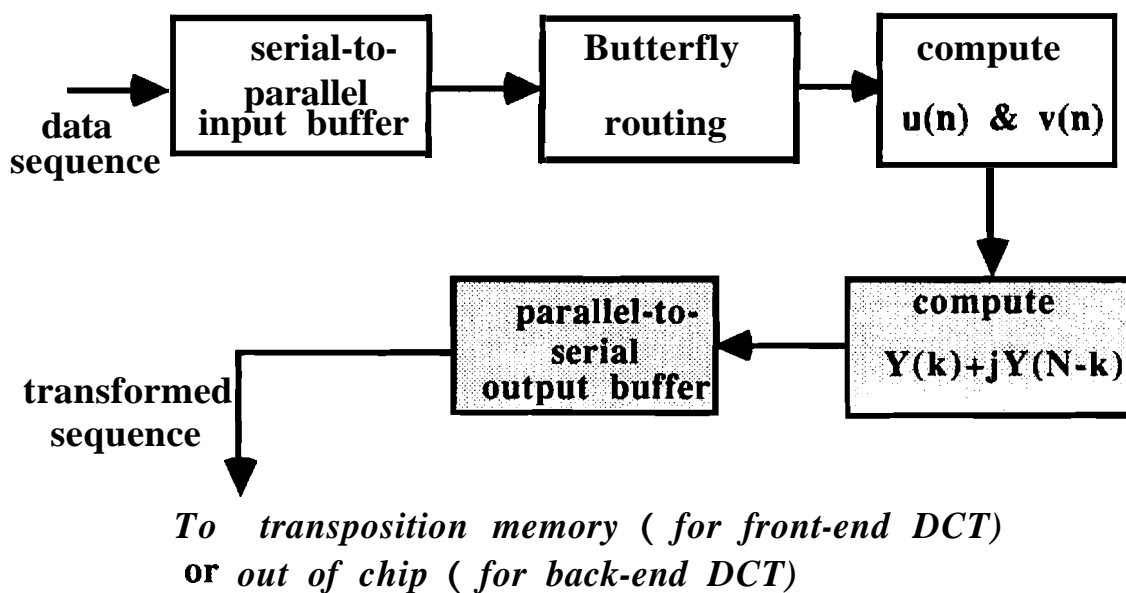 serial-to-
parallel
input buffer
Butterfly
routing
compute
u(n) & v(n)
data
sequence
compute
Y(k)+jY(N-k)
parallel-to-
serial
output buffer
transformed
sequence
To transposition memory ( for front-end DCT)
or out of chip ( for back-end DCT)